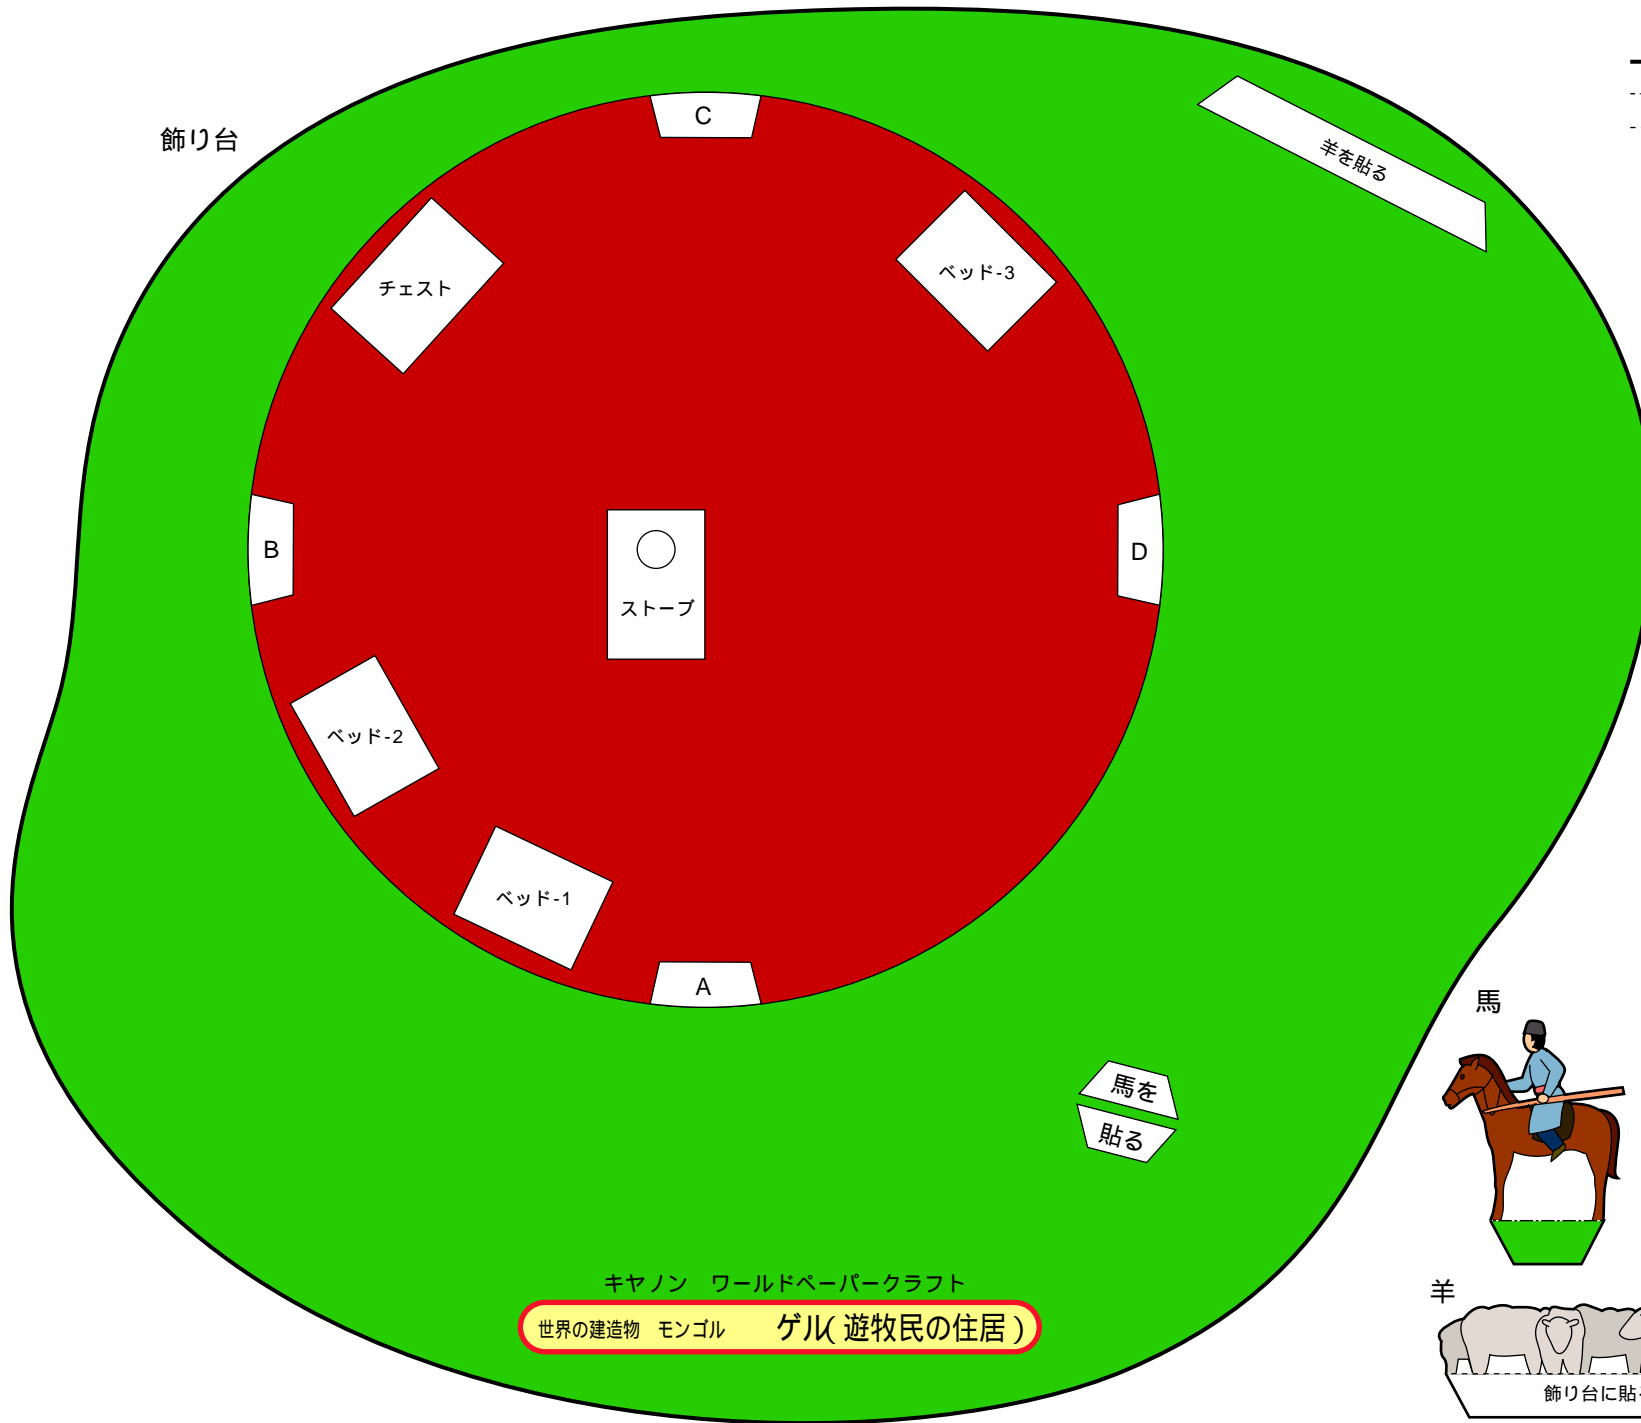 飾り台
C
羊を貼る
チェスト
ベッド-3
B
D
ストーブ
ベッド-2
ベッド-1
A
馬
馬を
貼る
キヤノン ワールドペーパークラフト
世界の建造物 モンゴル ゲル(遊牧民の住居)
羊
飾り台に貼